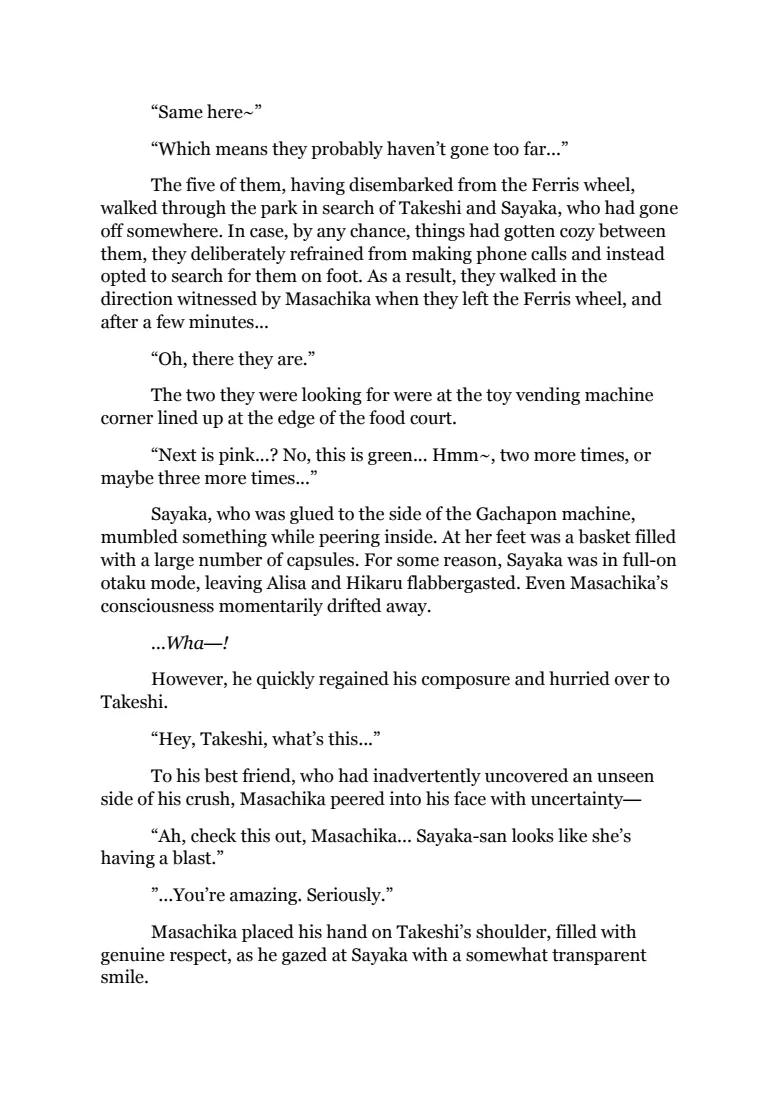 “Same here~”
“Which means they probably haven’t gone too far...”
The five of them, having disembarked from the Ferris wheel,
walked through the park in search of Takeshi and Sayaka, who had gone
off somewhere. In case, by any chance, things had gotten cozy between
them, they deliberately refrained from making phone calls and instead
opted to search for them on foot. As a result, they walked in the
direction witnessed by Masachika when they left the Ferris wheel, and
after a few minutes...
“Oh, there they are.”
The two they were looking for were at the toy vending machine
corner lined up at the edge of the food court.
“Next is pink...? No, this is green... Hmm~, two more times, or
maybe three more times...”
Sayaka, who was glued to the side of the Gachapon machine,
mumbled something while peering inside. At her feet was a basket filled
with a large number of capsules. For some reason, Sayaka was in full-on
otaku mode, leaving Alisa and Hikaru flabbergasted. Even Masachika’s
consciousness momentarily drifted away.
...Wha—!
However, he quickly regained his composure and hurried over to
Takeshi.
“Hey, Takeshi, what’s this...”
To his best friend, who had inadvertently uncovered an unseen
side of his crush, Masachika peered into his face with uncertainty—
“Ah, check this out, Masachika... Sayaka-san looks like she’s
having a blast.”
”...You’re amazing. Seriously.”
Masachika placed his hand on Takeshi’s shoulder, filled with
genuine respect, as he gazed at Sayaka with a somewhat transparent
smile.